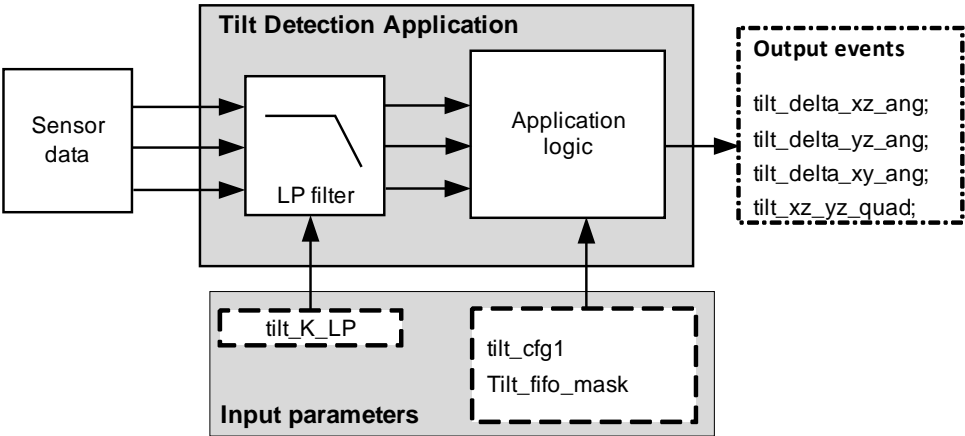 Tilt Detection Application
Output events
Sensor
data
LP filter
Application
logic
tilt_delta_xz_ang;
tilt_delta_yz_ang;
tilt_delta_xy_ang;
tilt_xz_yz_quad;
tilt_K_LP
tilt_cfg1
Tilt_fifo_mask
Input parameters